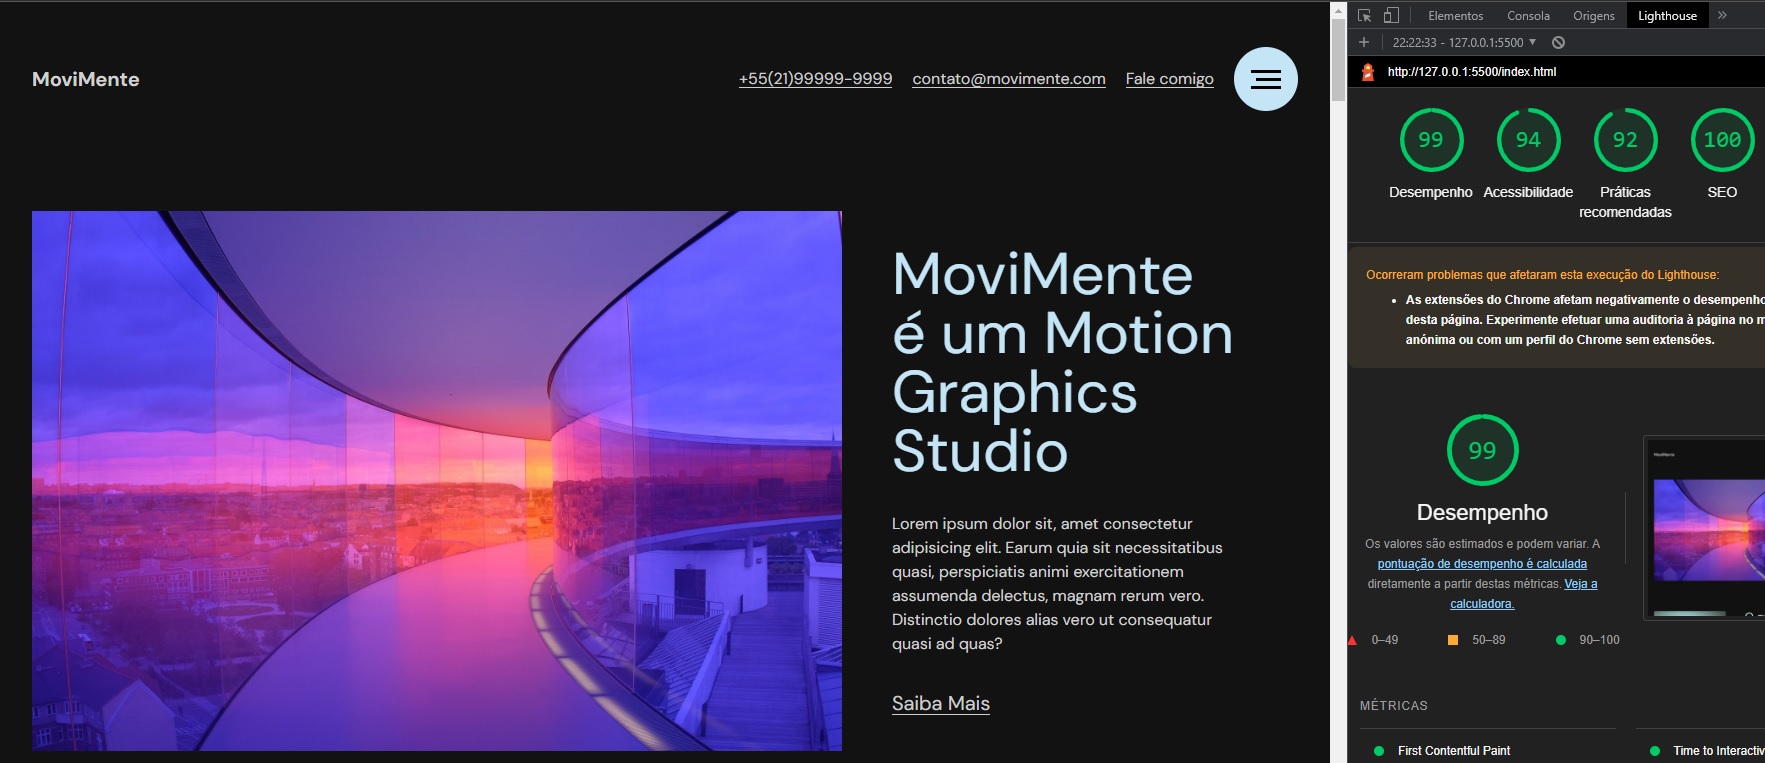 MoviMente
+55(21)99999-9999 contato@movimente.com Fale comigo
MoviMente
é um Motion
Graphics
Studio
Lorem ipsum dolor sit, amet consectetur
adipisicing elit. Earum quia sit necessitatibus
quasi, perspiciatis animi exercitationem
assumenda delectus, magnam rerum vero.
Distinctio dolores alias vero ut consequatur
quasi ad quas?
Saiba Mais
Elementos Consola Origens Lighthouse »
22:22:33 - 127.0.0.1:5500
http://127.0.0.1:5500/index.html
99 94 92 100
Desempenho Acessibilidade Práticas SEO
recomendadas
Ocorreram problemas que afetaram esta execução do Lighthouse:
As extensões do Chrome afetam negativamente o desempenho
desta página. Experimente efetuar uma auditoria à página no m
anónima ou com um perfil do Chrome sem extensões.
99
Desempenho
Os valores são estimados e podem variar. A
pontuação de desempenho é calculada
diretamente a partir destas métricas. Veja a
calculadora.
0–49 50–89 90–100
MÉTRICAS
First Contentful Paint Time to Interactiv